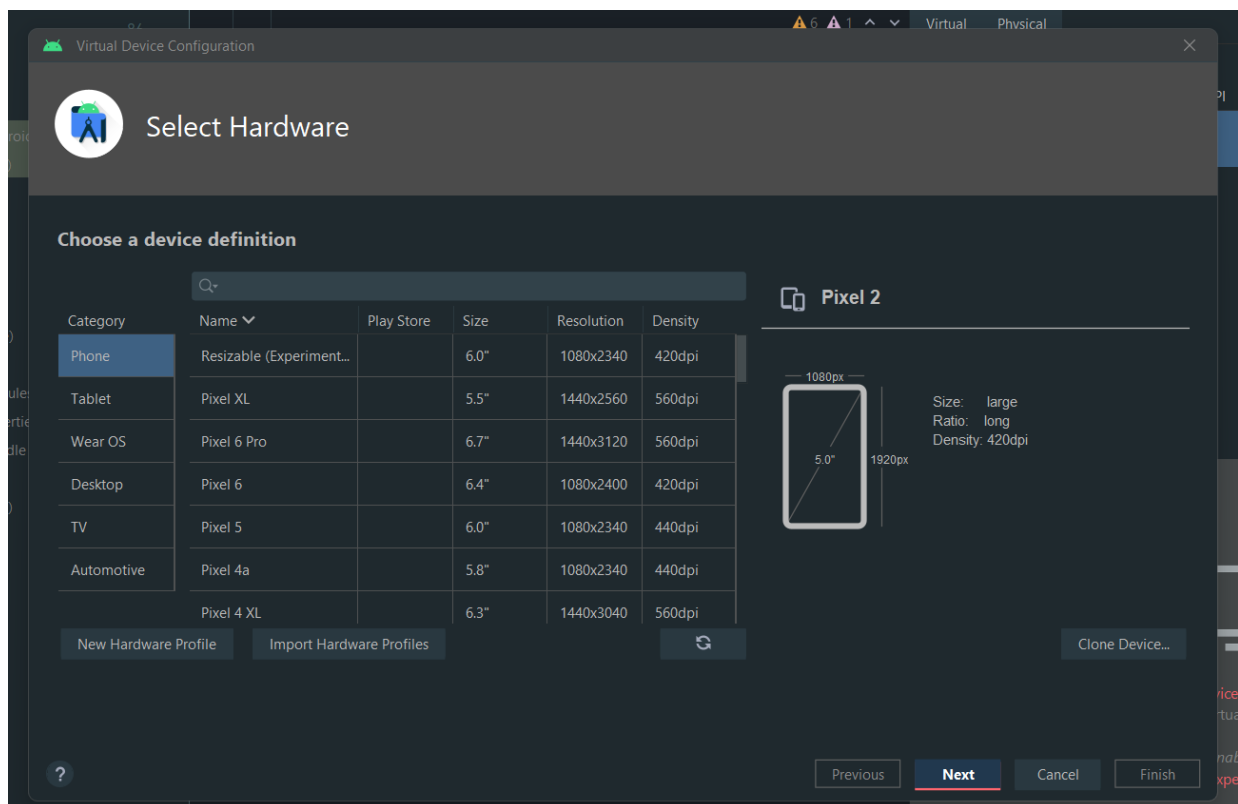 6 1 Virtual Physical
Virtual Device Configuration
Select Hardware
Choose a device definition
Category
Phone
Tablet
Wear OS
Desktop
TV
Automotive
Name Play Store Size Resolution Density
Resizable (Experiment... 6.0" 1080x2340 420dpi
Pixel XL 5.5" 1440x2560 560dpi
Pixel 6 Pro 6.7" 1440x3120 560dpi
Pixel 6 6.4" 1080x2400 420dpi
Pixel 5 6.0" 1080x2340 440dpi
Pixel 4a 5.8" 1080x2340 440dpi
Pixel 4 XL 6.3" 1440x3040 560dpi
New Hardware Profile Import Hardware Profiles
Pixel 2
1080px
5.0"
1920px
Size: large
Ratio: long
Density: 420dpi
Clone Device...
? Previous Next Cancel Finish